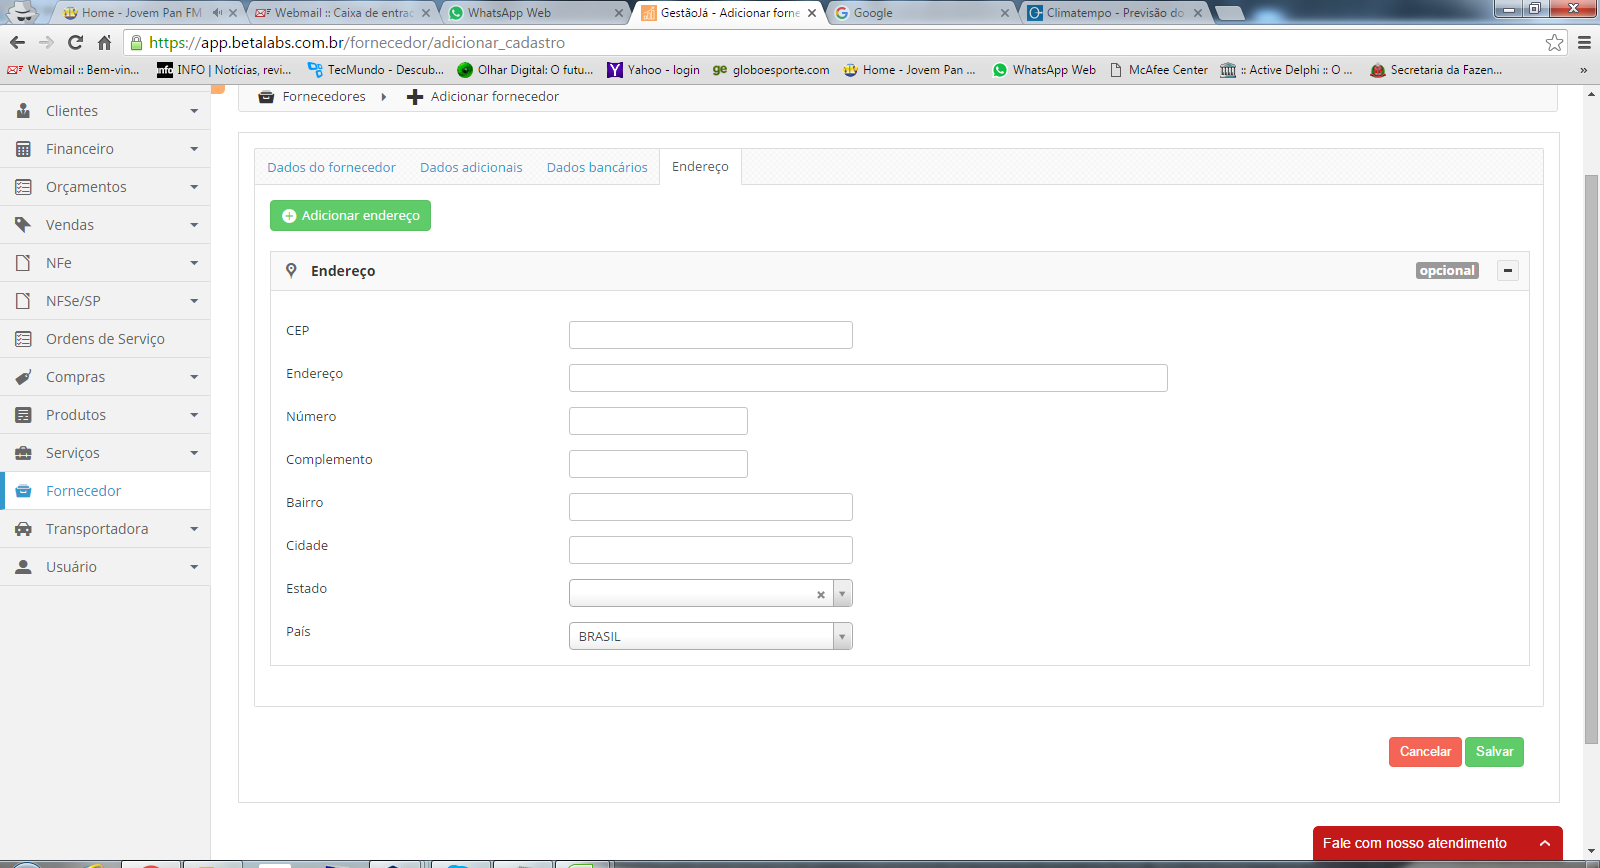 Home - Jovem Pan FM
Webmail :: Caixa de entrac
WhatsApp Web
GestãoJá - Adicionar forne
Google
Climatempo - Previsão do
https://app.betalabs.com.br/fornecedor/adicionar_cadastro
Webmail :: Bem-vin...
INFO | Notícias, revi...
TecMundo - Descub...
Olhar Digital: O futu...
Yahoo - login
globoesporte.com
Home - Jovem Pan ...
WhatsApp Web
McAfee Center
:: Active Delphi :: O ...
Secretaria da Fazen...
»
Fornecedores
Adicionar fornecedor
Clientes
Financeiro
Orçamentos
Vendas
NFe
NFSe/SP
Ordens de Serviço
Compras
Produtos
Serviços
Fornecedor
Transportadora
Usuário
Dados do fornecedor
Dados adicionais
Dados bancários
Endereço
Adicionar endereço
Endereço
opcional
CEP
Endereço
Número
Complemento
Bairro
Cidade
Estado
País
BRASIL
Cancelar
Salvar
Fale com nosso atendimento